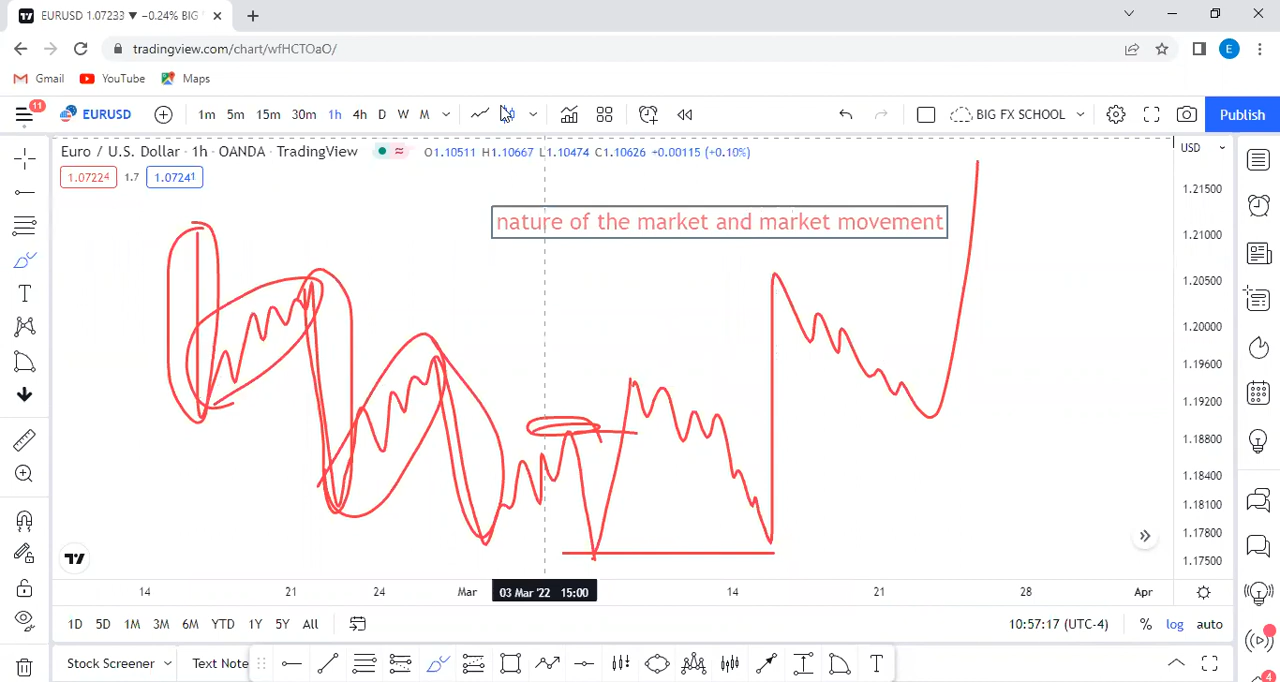 EURUSD 1.07233 ▼ −0.24% BIG
tradingview.com/chart/wfHCTOaO/
E
Gmail YouTube Maps
11 EURUSD 1m 5m 15m 30m 1h 4h D W M BIG FX SCHOOL Publish
Euro / U.S. Dollar · 1h · OANDA · TradingView O1.10511 H1.10667 L1.10474 C1.10626 +0.00115 (+0.10%) USD
1.07224 1.7 1.07241
nature of the market and market movement
1.21500
1.21000
1.20500
1.20000
1.19600
1.19200
1.18800
1.18400
1.18100
1.17800
1.17500
14 21 24 Mar 03 Mar '22 15:00 14 21 28 Apr
1D 5D 1M 3M 6M YTD 1Y 5Y All 10:57:17 (UTC-4) % log auto
Stock Screener Text Note T
4